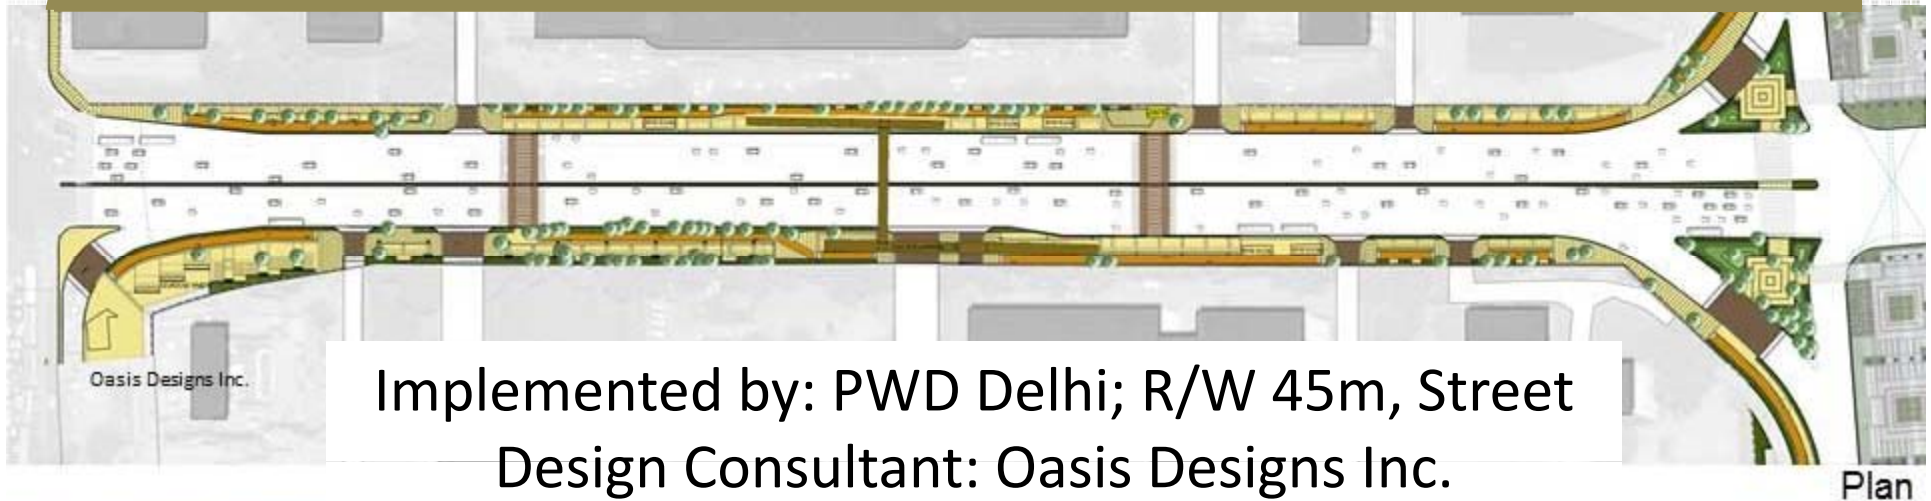 Oasis Designs Inc.
Implemented by: PWD Delhi; R/W 45m, Street
Design Consultant: Oasis Designs Inc.
Plan